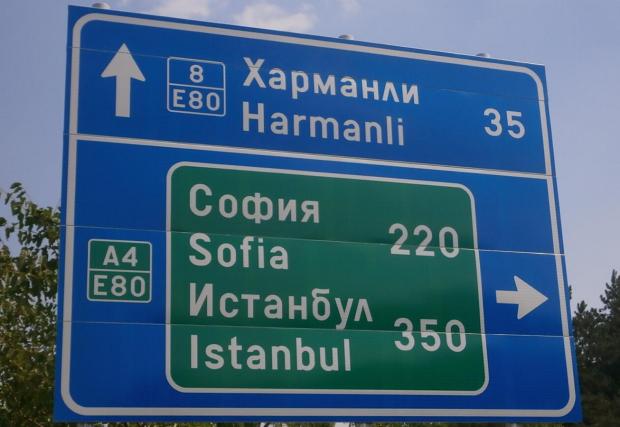 8
E80
Харманли
Harmanli
35
A4
E80
София
Sofia
220
Истанбул
Istanbul
350